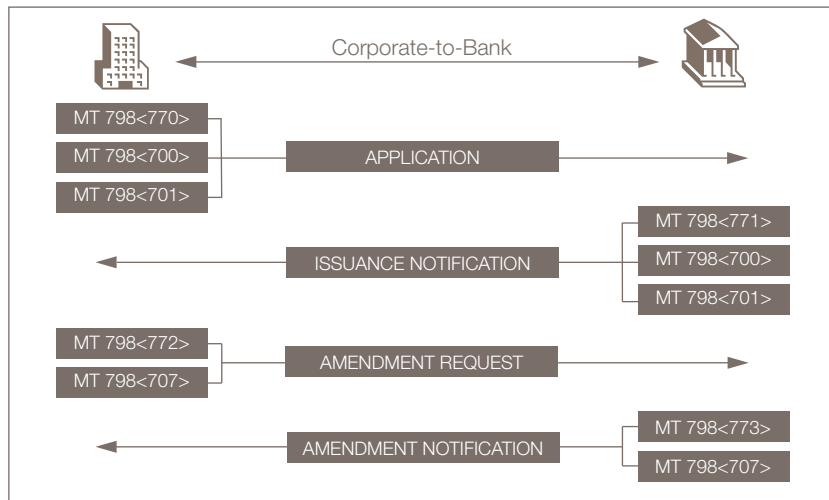 Corporate-to-Bank
MT 798<770>
MT 798<700>
MT 798<701>
APPLICATION
MT 798<771>
MT 798<700>
MT 798<701>
ISSUANCE NOTIFICATION
MT 798<772>
MT 798<707>
AMENDMENT REQUEST
MT 798<773>
MT 798<707>
AMENDMENT NOTIFICATION